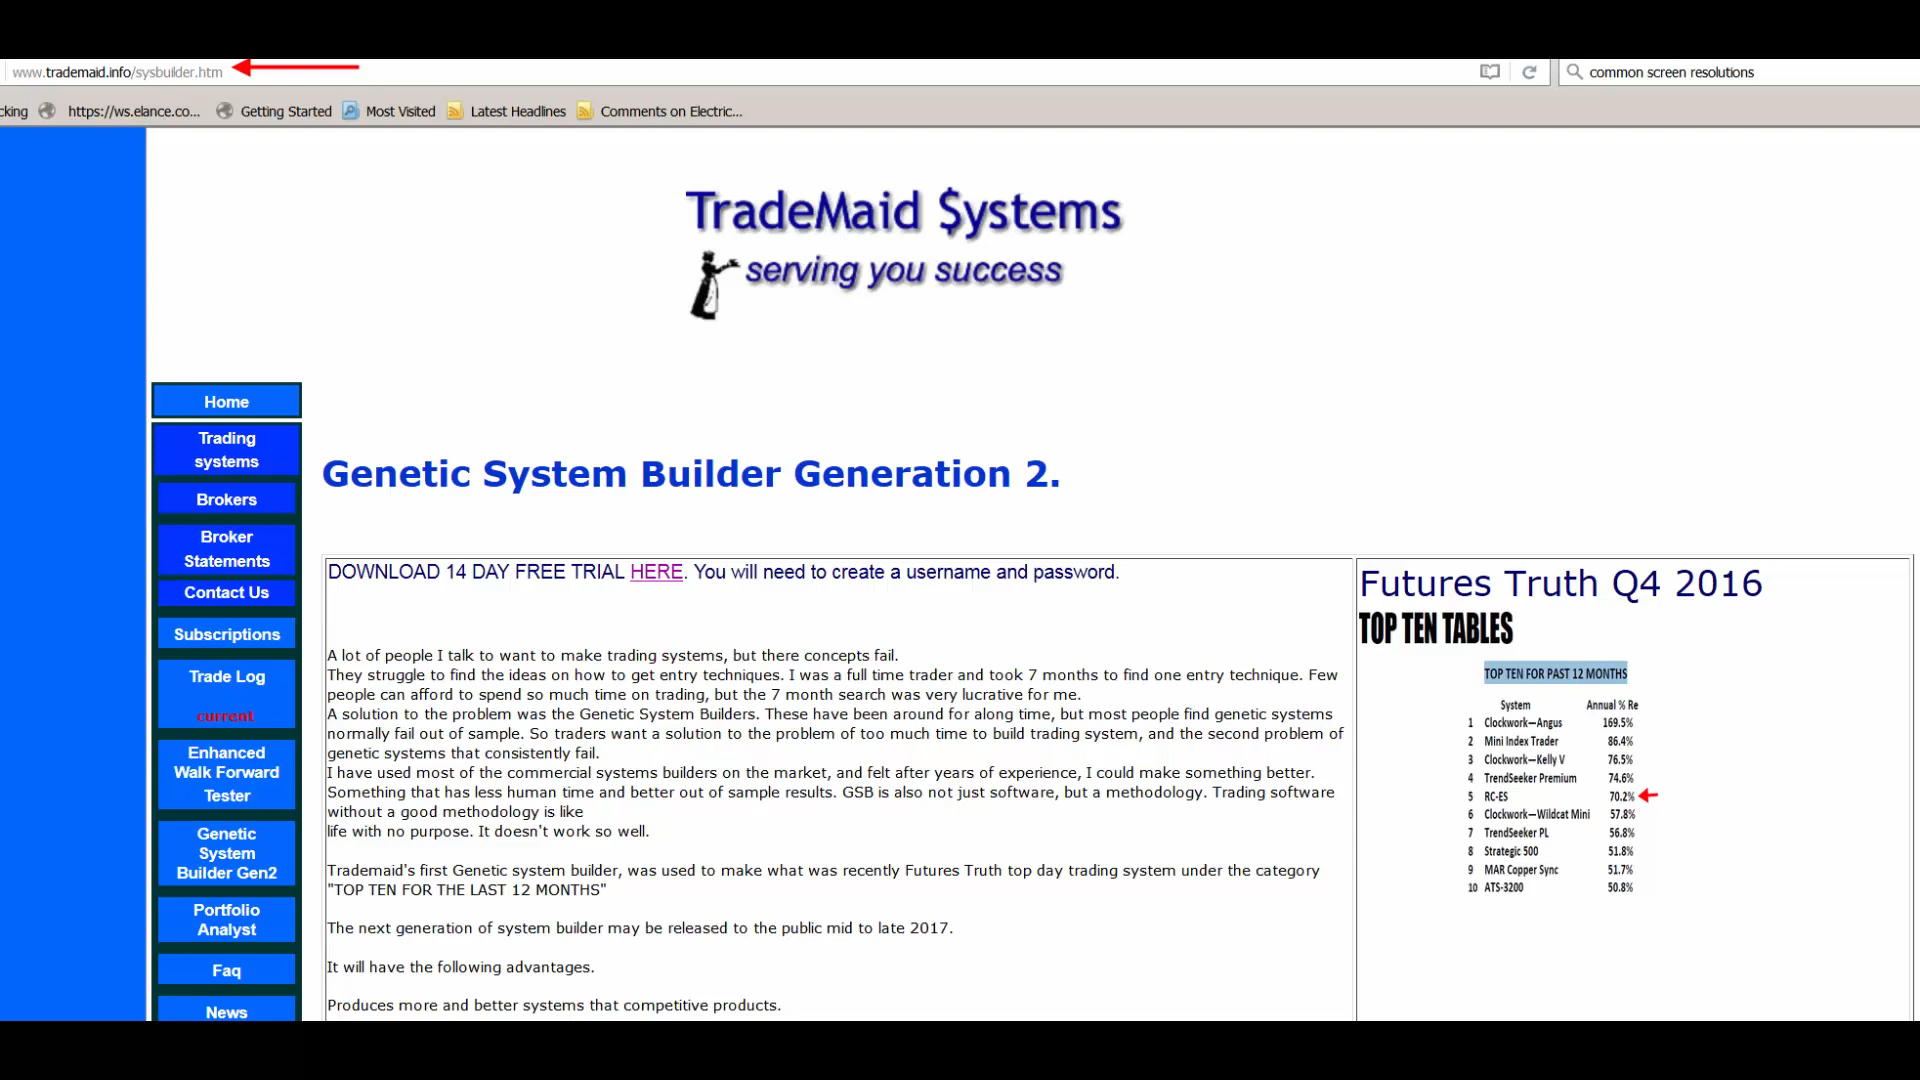 www.trademaid.info/sysbuilder.htm
common screen resolutions
cking
https://ws.elance.co...
Getting Started
Most Visited
Latest Headlines
Comments on Electric...
TradeMaid $ystems
serving you success
Home
Trading
systems
Brokers
Broker
Statements
Contact Us
Subscriptions
Trade Log
current
Enhanced
Walk Forward
Tester
Genetic
System
Builder Gen2
Portfolio
Analyst
Faq
News
Genetic System Builder Generation 2.
DOWNLOAD 14 DAY FREE TRIAL HERE. You will need to create a username and password.
A lot of people I talk to want to make trading systems, but there concepts fail.
They struggle to find the ideas on how to get entry techniques. I was a full time trader and took 7 months to find one entry technique. Few
people can afford to spend so much time on trading, but the 7 month search was very lucrative for me.
A solution to the problem was the Genetic System Builders. These have been around for along time, but most people find genetic systems
normally fail out of sample. So traders want a solution to the problem of too much time to build trading system, and the second problem of
genetic systems that consistently fail.
I have used most of the commercial systems builders on the market, and felt after years of experience, I could make something better.
Something that has less human time and better out of sample results. GSB is also not just software, but a methodology. Trading software
without a good methodology is like
life with no purpose. It doesn't work so well.
Trademaid's first Genetic system builder, was used to make what was recently Futures Truth top day trading system under the category
"TOP TEN FOR THE LAST 12 MONTHS"
The next generation of system builder may be released to the public mid to late 2017.
It will have the following advantages.
Produces more and better systems that competitive products.
Futures Truth Q4 2016
TOP TEN TABLES
TOP TEN FOR PAST 12 MONTHS
System Annual % Re
1 Clockwork—Angus 169.5%
2 Mini Index Trader 86.4%
3 Clockwork—Kelly V 76.5%
4 TrendSeeker Premium 74.6%
5 RC-ES 70.2%
6 Clockwork—Wildcat Mini 57.8%
7 TrendSeeker PL 56.8%
8 Strategic 500 51.8%
9 MAR Copper Sync 51.7%
10 ATS-3200 50.8%